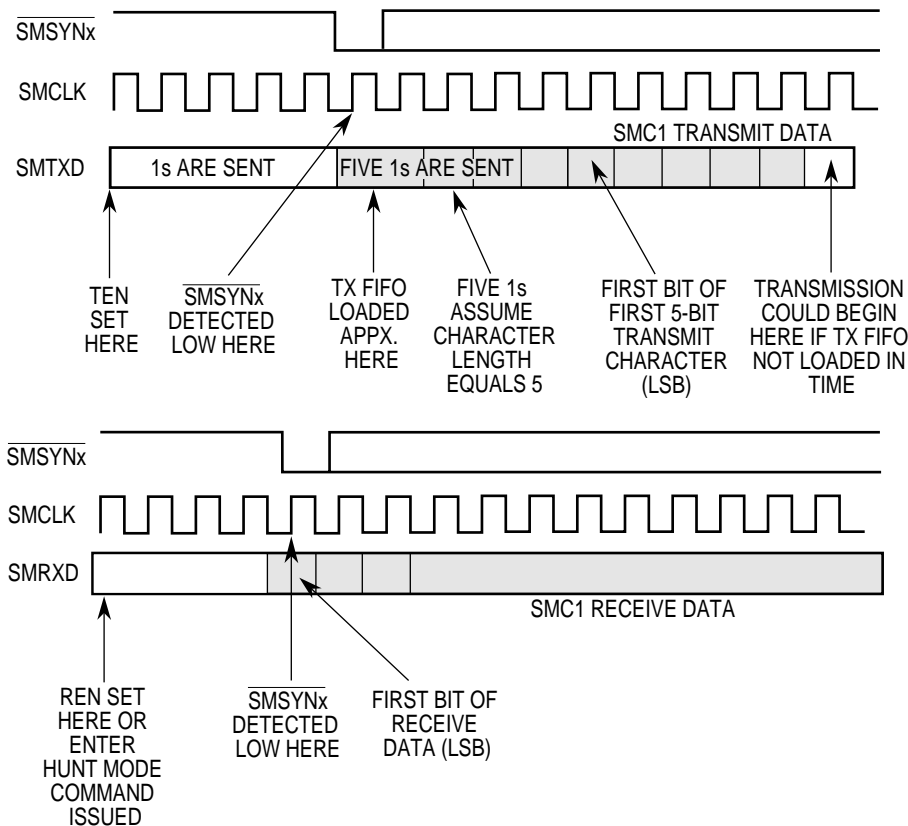 SMSYNx
SMCLK
SMC1 TRANSMIT DATA
SMTXD
1s ARE SENT
FIVE 1s ARE SENT
TEN
SET
HERE
SMSYNx
DETECTED
LOW HERE
TX FIFO
LOADED
APPX.
HERE
FIVE 1s
ASSUME
CHARACTER
LENGTH
EQUALS 5
FIRST BIT OF
FIRST 5-BIT
TRANSMIT
CHARACTER
(LSB)
TRANSMISSION
COULD BEGIN
HERE IF TX FIFO
NOT LOADED IN
TIME
SMSYNx
SMCLK
SMRXD
SMC1 RECEIVE DATA
REN SET
HERE OR
ENTER
HUNT MODE
COMMAND
ISSUED
SMSYNx
DETECTED
LOW HERE
FIRST BIT OF
RECEIVE
DATA (LSB)